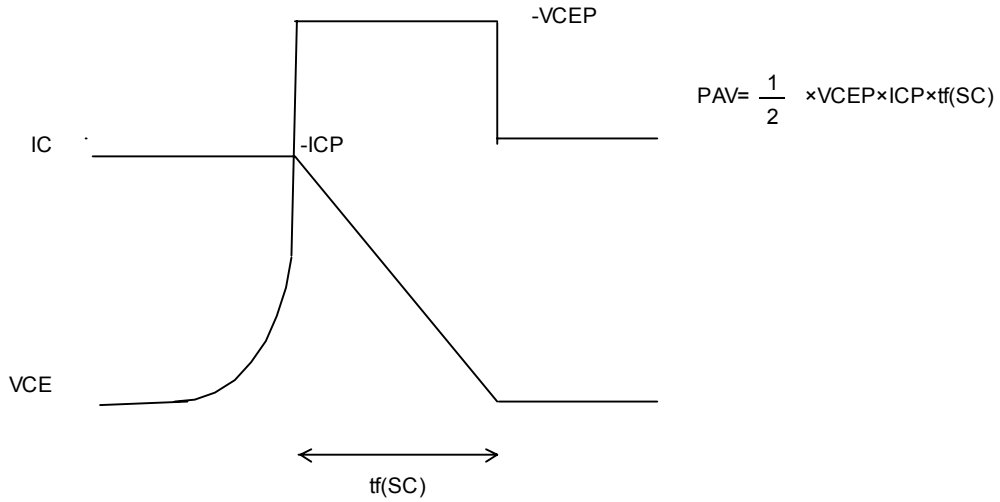 -VCEP
PAV= 1/2 ×VCEP×ICP×tf(SC)
IC
-ICP
VCE
tf(SC)